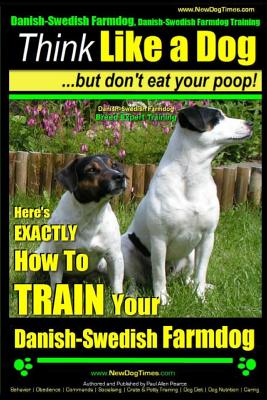 www.NewDogTimes.com
Danish-Swedish Farmdog, Danish-Swedish Farmdog Training
Think Like a Dog
...but don't eat your poop!
Danish-Swedish Farmdog
Breed Expert Training
Here's
EXACTLY
How To
TRAIN Your
Danish-Swedish Farmdog
www.NewDogTimes.com
Authored and Published by Paul Allen Pearce
Behavior | Obedience | Commands | Socializing | Crate & Potty Training | Dog Diet | Dog Nutrition | Caring